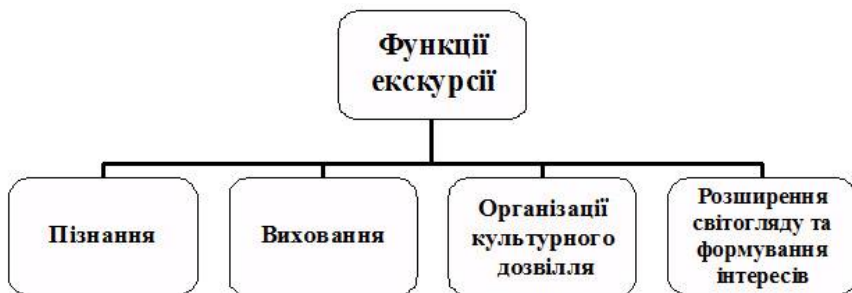 Функції
екскурсії
Пізнання
Виховання
Організації
культурного
дозвілля
Розширення
світогляду та
формування
інтересів